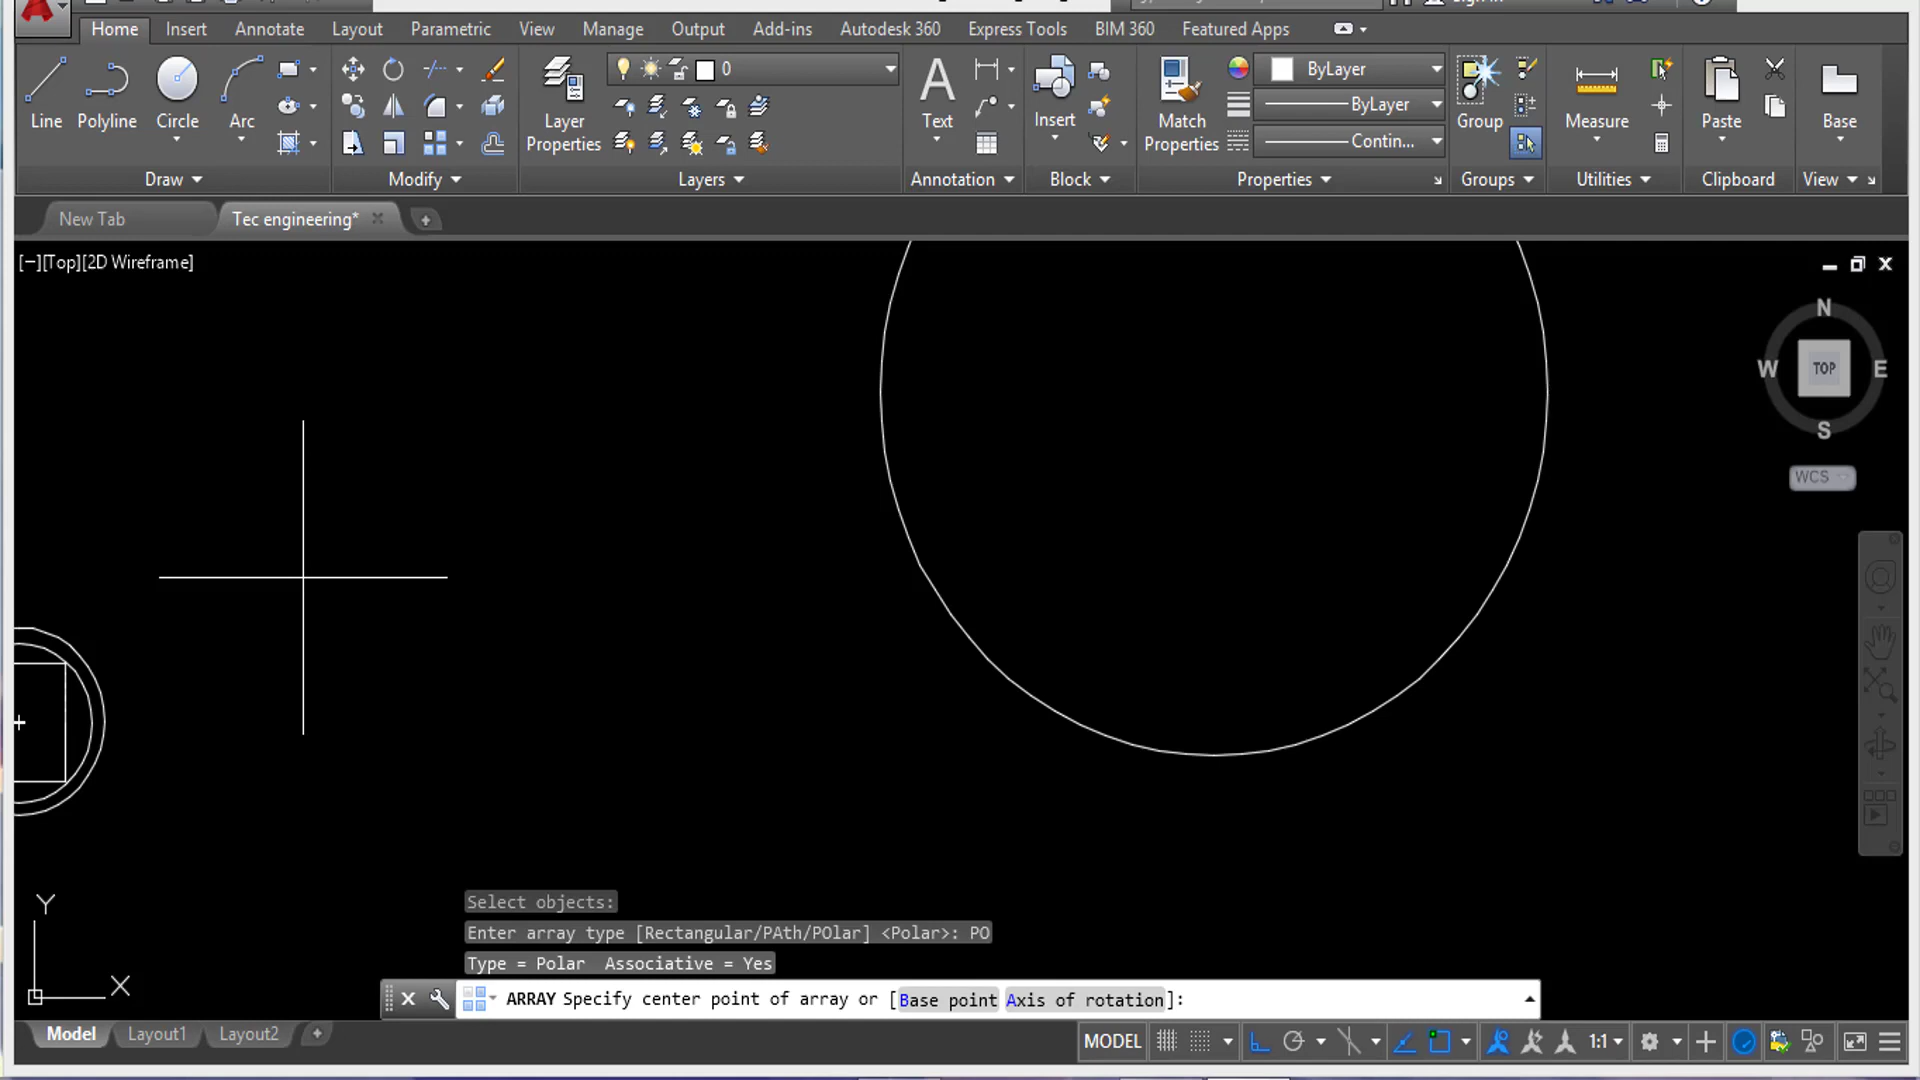 Home Insert Annotate Layout Parametric View Manage Output Add-ins Autodesk 360 Express Tools BIM 360 Featured Apps
Line Polyline Circle Arc
Layer Properties
0
Text
Insert
Match Properties
ByLayer
ByLayer
Contin...
Group
Measure
Paste
Base
Draw Modify Layers Annotation Block Properties Groups Utilities Clipboard View
New Tab Tec engineering*
[−][Top][2D Wireframe]
N
W TOP E
S
WCS
Y
X
Select objects:
Enter array type [Rectangular/PAth/POlar] <Polar>: PO
Type = Polar Associative = Yes
ARRAY Specify center point of array or [Base point Axis of rotation]:
Model Layout1 Layout2
MODEL 1:1